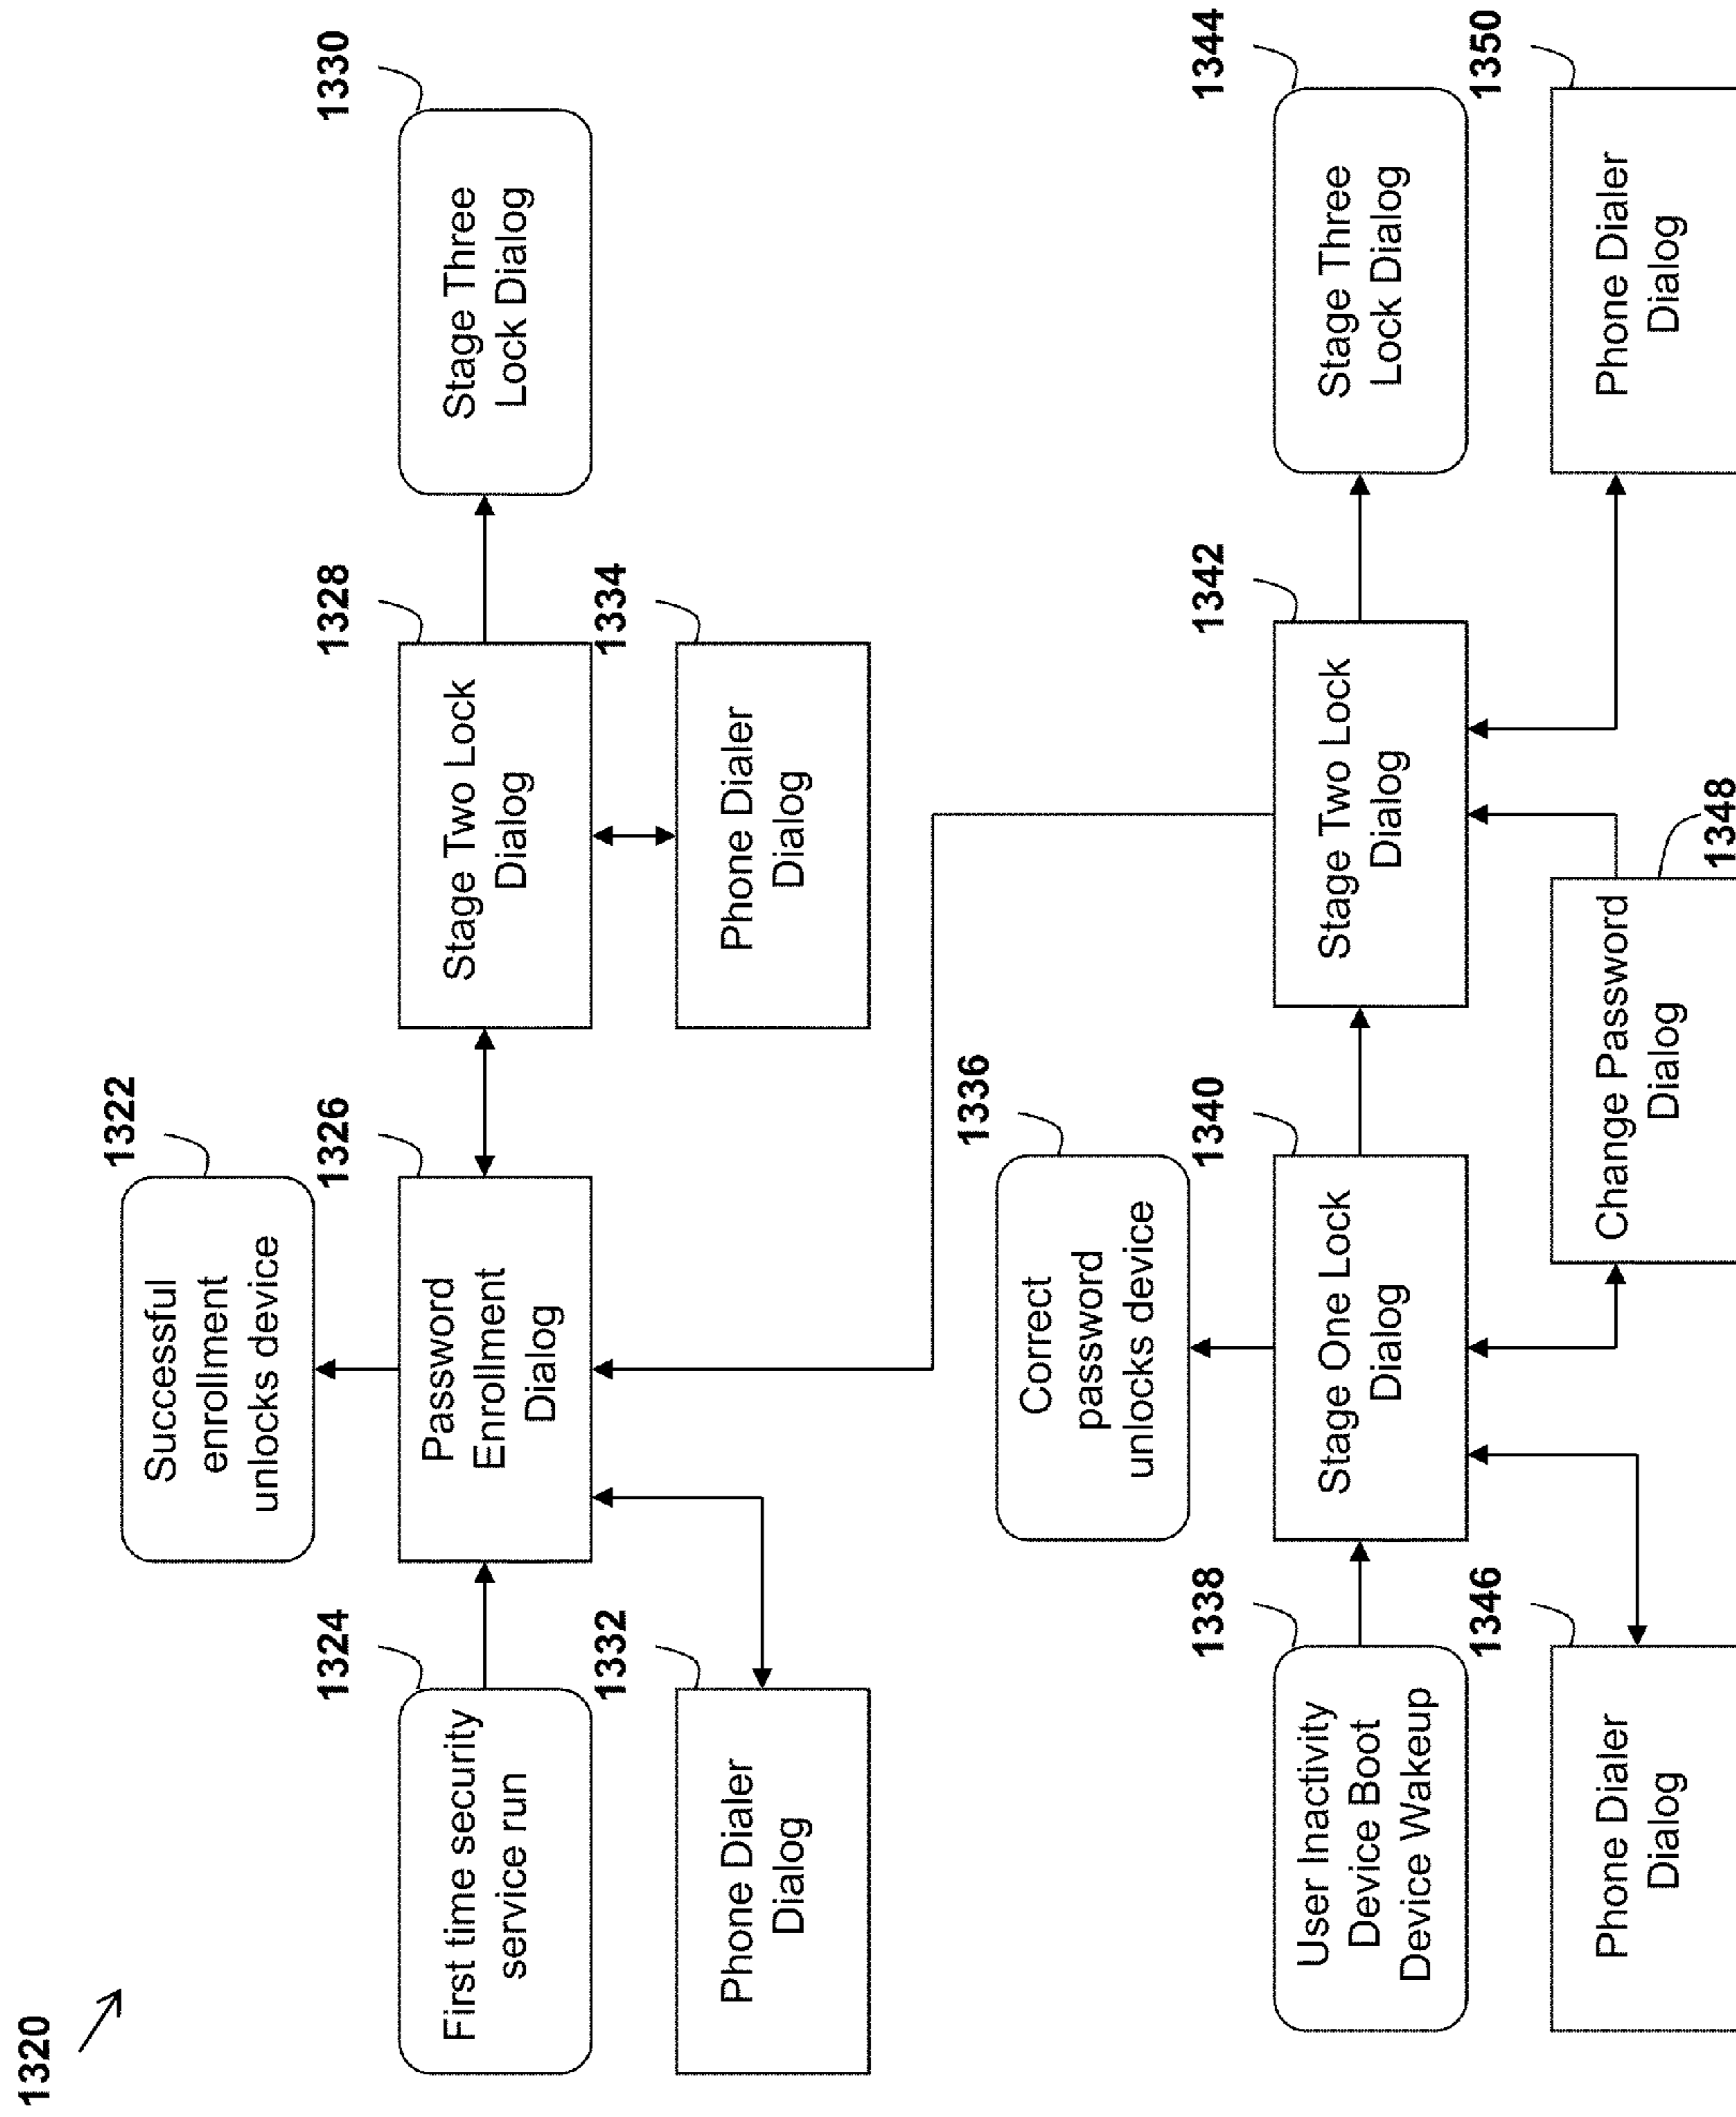 1320
1322
Successful
enrollment
unlocks device
1324
First time security
service run
1326
Password
Enrollment
Dialog
1328
Stage Two Lock
Dialog
1330
Stage Three
Lock Dialog
1332
Phone Dialer
Dialog
1334
Phone Dialer
Dialog
1336
Correct
password
unlocks device
1338
User Inactivity
Device Boot
Device Wakeup
1340
Stage One Lock
Dialog
1342
Stage Two Lock
Dialog
1344
Stage Three
Lock Dialog
1346
Phone Dialer
Dialog
Change Password
Dialog
1348
1350
Phone Dialer
Dialog